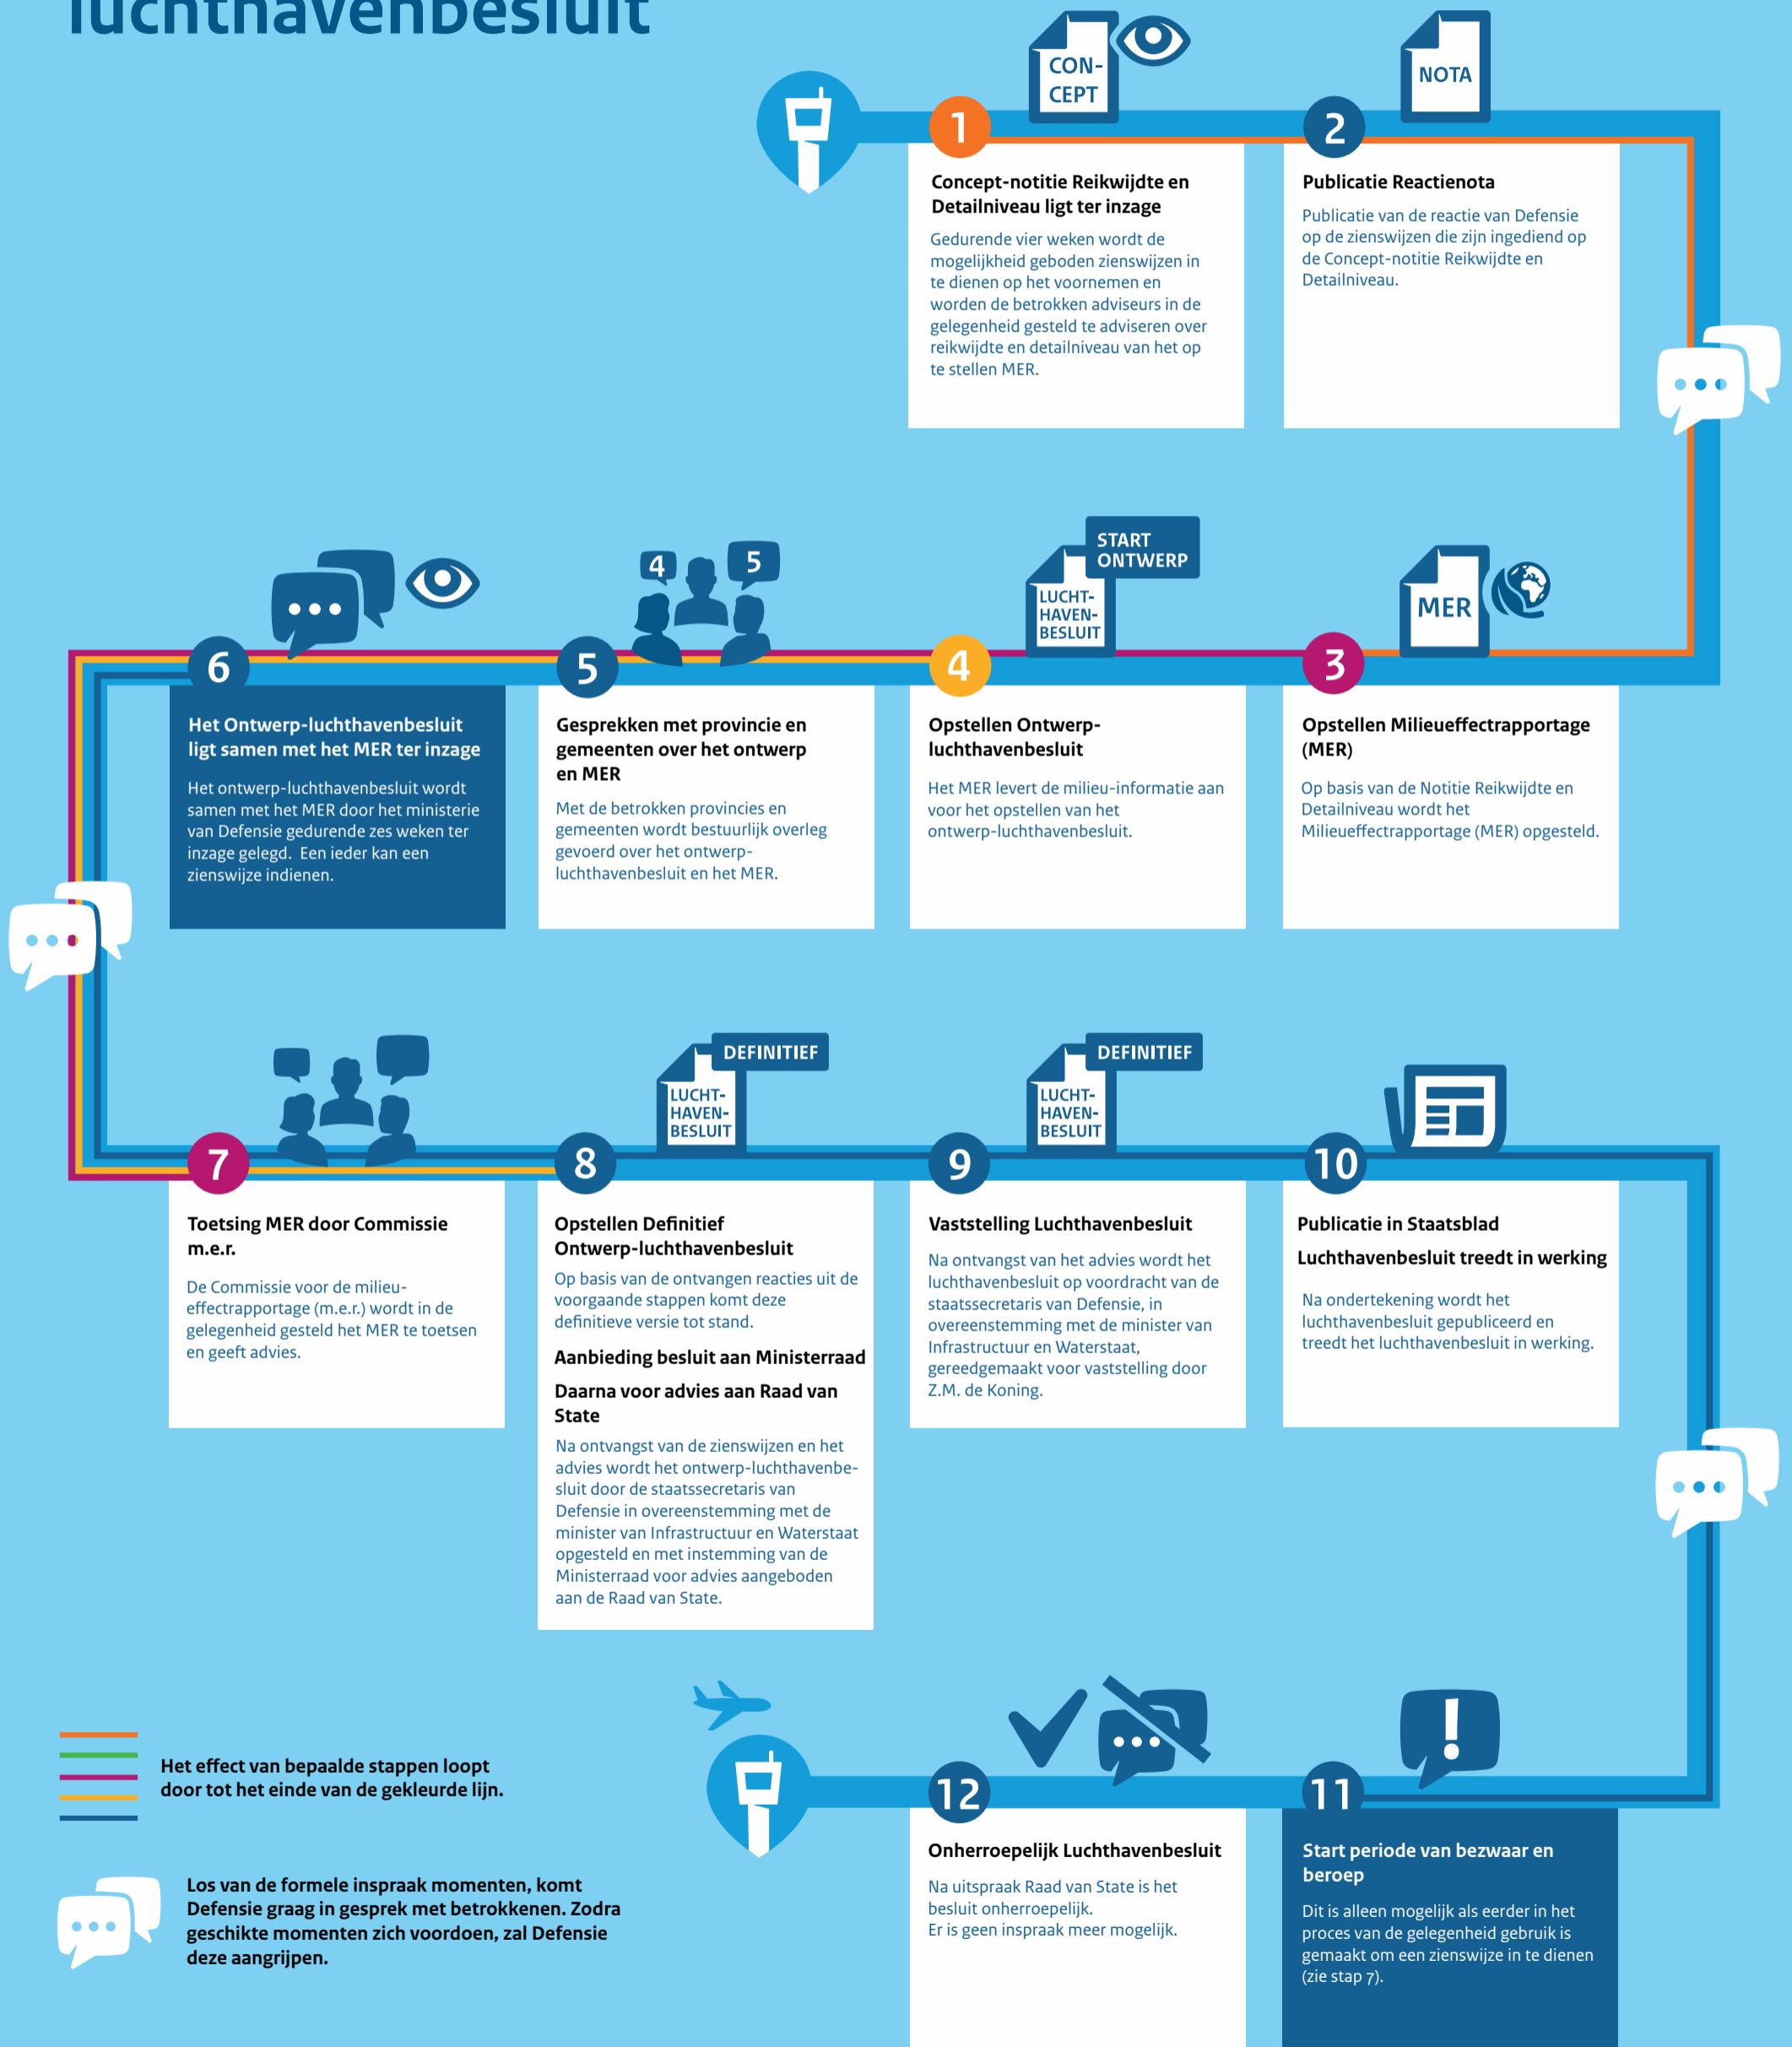 luchthavenbesluit
CON-
CEPT
NOTA
1
2
Concept-notitie Reikwijdte en
Detailniveau ligt ter inzage
Gedurende vier weken wordt de
mogelijkheid geboden zienswijzen in
te dienen op het voornemen en
worden de betrokken adviseurs in de
gelegenheid gesteld te adviseren over
reikwijdte en detailniveau van het op
te stellen MER.
Publicatie Reactienota
Publicatie van de reactie van Defensie
op de zienswijzen die zijn ingediend op
de Concept-notitie Reikwijdte en
Detailniveau.
MER
3
Opstellen Milieueffectrapportage
(MER)
Op basis van de Notitie Reikwijdte en
Detailniveau wordt het
Milieueffectrapportage (MER) opgesteld.
START
ONTWERP
LUCHT-
HAVEN-
BESLUIT
4
Opstellen Ontwerp-
luchthavenbesluit
Het MER levert de milieu-informatie aan
voor het opstellen van het
ontwerp-luchthavenbesluit.
4
5
5
Gesprekken met provincie en
gemeenten over het ontwerp
en MER
Met de betrokken provincies en
gemeenten wordt bestuurlijk overleg
gevoerd over het ontwerp-
luchthavenbesluit en het MER.
6
Het Ontwerp-luchthavenbesluit
ligt samen met het MER ter inzage
Het ontwerp-luchthavenbesluit wordt
samen met het MER door het ministerie
van Defensie gedurende zes weken ter
inzage gelegd. Een ieder kan een
zienswijze indienen.
7
Toetsing MER door Commissie
m.e.r.
De Commissie voor de milieu-
effectrapportage (m.e.r.) wordt in de
gelegenheid gesteld het MER te toetsen
en geeft advies.
DEFINITIEF
LUCHT-
HAVEN-
BESLUIT
8
Opstellen Definitief
Ontwerp-luchthavenbesluit
Op basis van de ontvangen reacties uit de
voorgaande stappen komt deze
definitieve versie tot stand.
Aanbieding besluit aan Ministerraad
Daarna voor advies aan Raad van
State
Na ontvangst van de zienswijzen en het
advies wordt het ontwerp-luchthavenbe-
sluit door de staatssecretaris van
Defensie in overeenstemming met de
minister van Infrastructuur en Waterstaat
opgesteld en met instemming van de
Ministerraad voor advies aangeboden
aan de Raad van State.
DEFINITIEF
LUCHT-
HAVEN-
BESLUIT
9
Vaststelling Luchthavenbesluit
Na ontvangst van het advies wordt het
luchthavenbesluit op voordracht van de
staatssecretaris van Defensie, in
overeenstemming met de minister van
Infrastructuur en Waterstaat,
gereedgemaakt voor vaststelling door
Z.M. de Koning.
10
Publicatie in Staatsblad
Luchthavenbesluit treedt in werking
Na ondertekening wordt het
luchthavenbesluit gepubliceerd en
treedt het luchthavenbesluit in werking.
!
11
Start periode van bezwaar en
beroep
Dit is alleen mogelijk als eerder in het
proces van de gelegenheid gebruik is
gemaakt om een zienswijze in te dienen
(zie stap 7).
12
Onherroepelijk Luchthavenbesluit
Na uitspraak Raad van State is het
besluit onherroepelijk.
Er is geen inspraak meer mogelijk.
Het effect van bepaalde stappen loopt
door tot het einde van de gekleurde lijn.
Los van de formele inspraak momenten, komt
Defensie graag in gesprek met betrokkenen. Zodra
geschikte momenten zich voordoen, zal Defensie
deze aangrijpen.